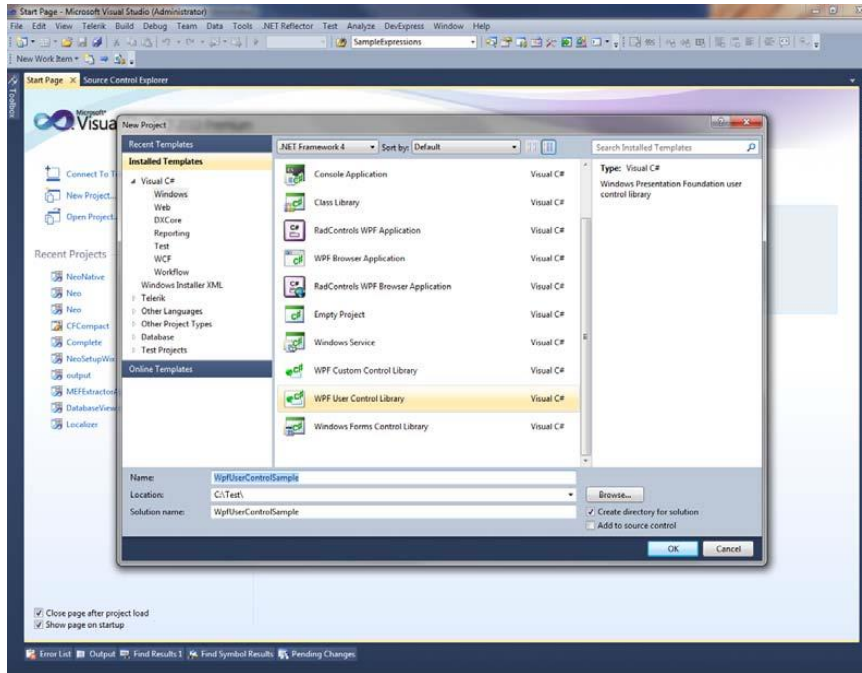 Start Page - Microsoft Visual Studio (Administrator)
File Edit View Telerik Build Debug Team Data Tools .NET Reflector Test Analyze DevExpress Window Help
SampleExpressions
New Work Item
Start Page Source Control Explorer
Toolbox
Microsoft
Visua
New Project
Recent Templates
.NET Framework 4 Sort by: Default
Search Installed Templates
Installed Templates
Visual C#
Windows
Web
DXCore
Reporting
Test
WCF
Workflow
Windows Installer XML
Telerik
Other Languages
Other Project Types
Database
Test Projects
Online Templates
Console Application Visual C#
Class Library Visual C#
RadControls WPF Application Visual C#
WPF Browser Application Visual C#
RadControls WPF Browser Application Visual C#
Empty Project Visual C#
Windows Service Visual C#
WPF Custom Control Library Visual C#
WPF User Control Library Visual C#
Windows Forms Control Library Visual C#
Type: Visual C#
Windows Presentation Foundation user
control library
Connect To
New Project...
Open Project
Recent Projects
NeoNative
Neo
Neo
CFCompact
Complete
NeoSetupWi
output
MEFExtractor
DatabaseView
Localizer
Name: WpfUserControlSample
Location: C:\Test\
Browse...
Solution name: WpfUserControlSample
Create directory for solution
Add to source control
OK Cancel
Close page after project load
Show page on startup
Error List Output Find Results 1 Find Symbol Results Pending Changes